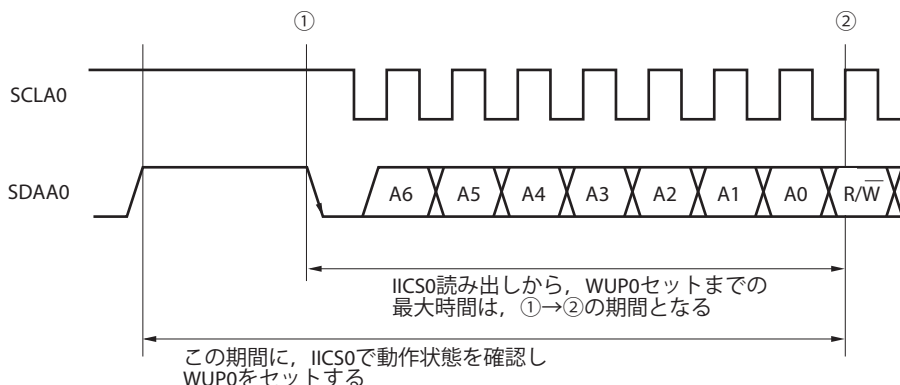 ① ②
SCLA0
SDAA0
A6 A5 A4 A3 A2 A1 A0 R/W̅
IICS0読み出しから，WUP0セットまでの
最大時間は，①→②の期間となる
この期間に，IICS0で動作状態を確認し
WUP0をセットする